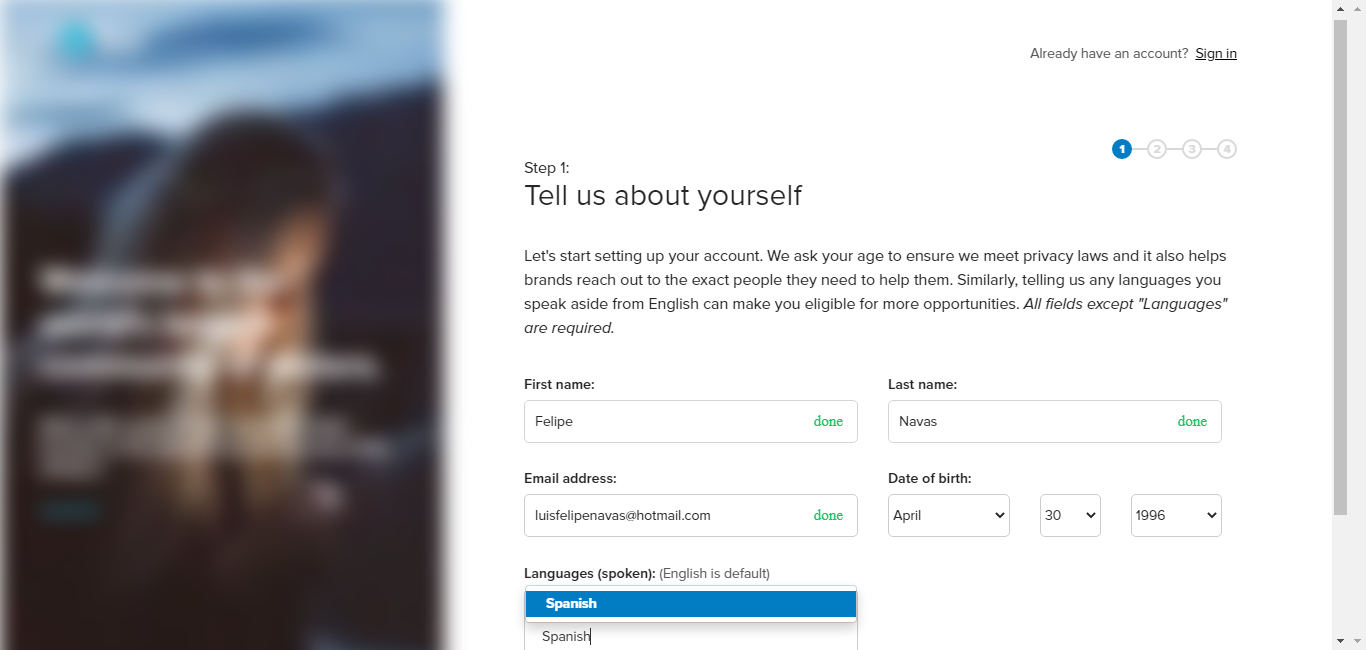 Already have an account? Sign in
1 2 3 4
Step 1:
Tell us about yourself
Let's start setting up your account. We ask your age to ensure we meet privacy laws and it also helps
brands reach out to the exact people they need to help them. Similarly, telling us any languages you
speak aside from English can make you eligible for more opportunities. All fields except "Languages"
are required.
First name: Last name:
Felipe done Navas done
Email address: Date of birth:
luisfelipenavas@hotmail.com done April 30 1996
Languages (spoken): (English is default)
Spanish
Spanish